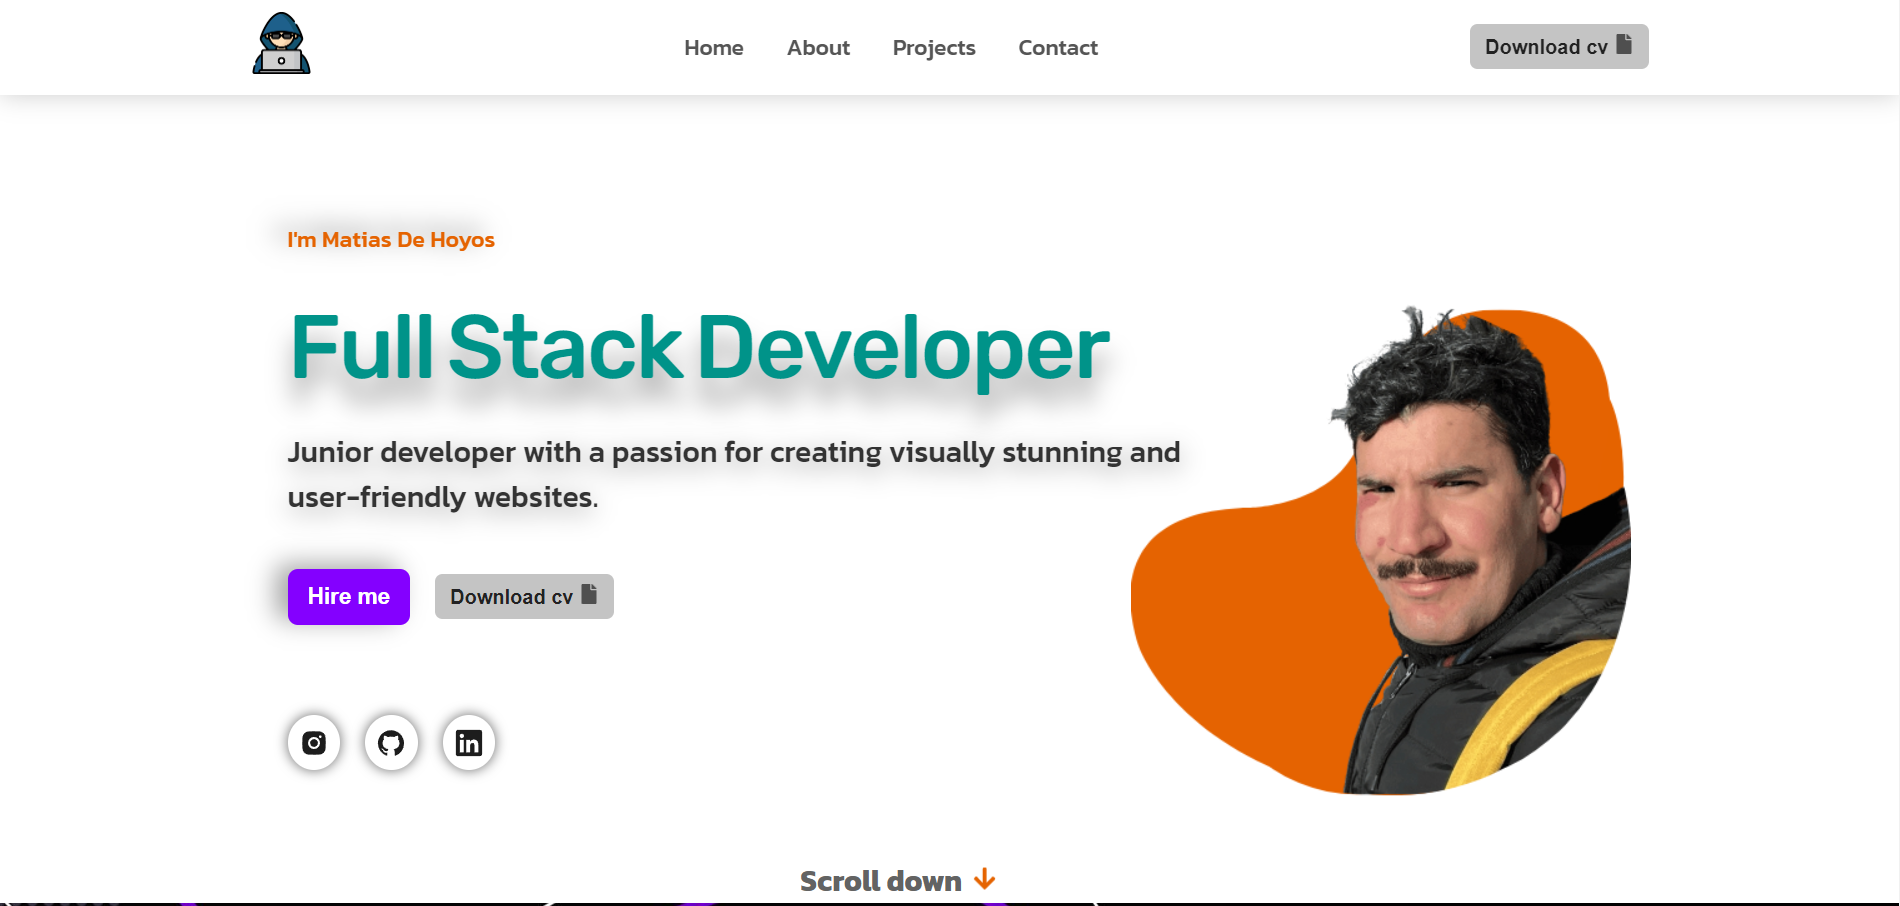 Home
About
Projects
Contact
Download cv
I'm Matias De Hoyos
Full Stack Developer
Junior developer with a passion for creating visually stunning and
user-friendly websites.
Hire me
Download cv
in
Scroll down